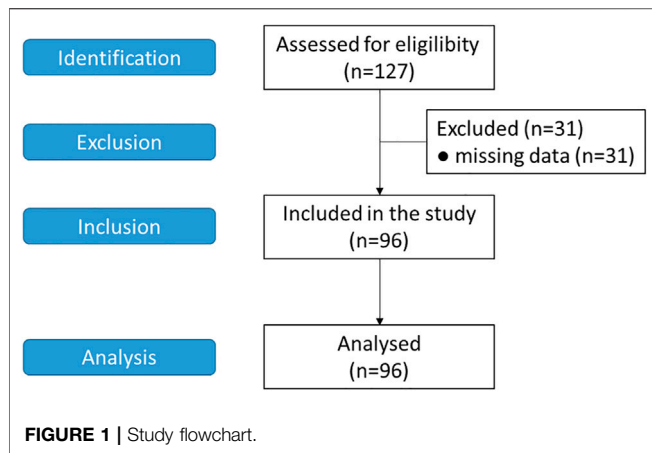 Identification
Assessed for eligilibity
(n=127)
Exclusion
Excluded (n=31)
● missing data (n=31)
Inclusion
Included in the study
(n=96)
Analysis
Analysed
(n=96)
FIGURE 1 | Study flowchart.